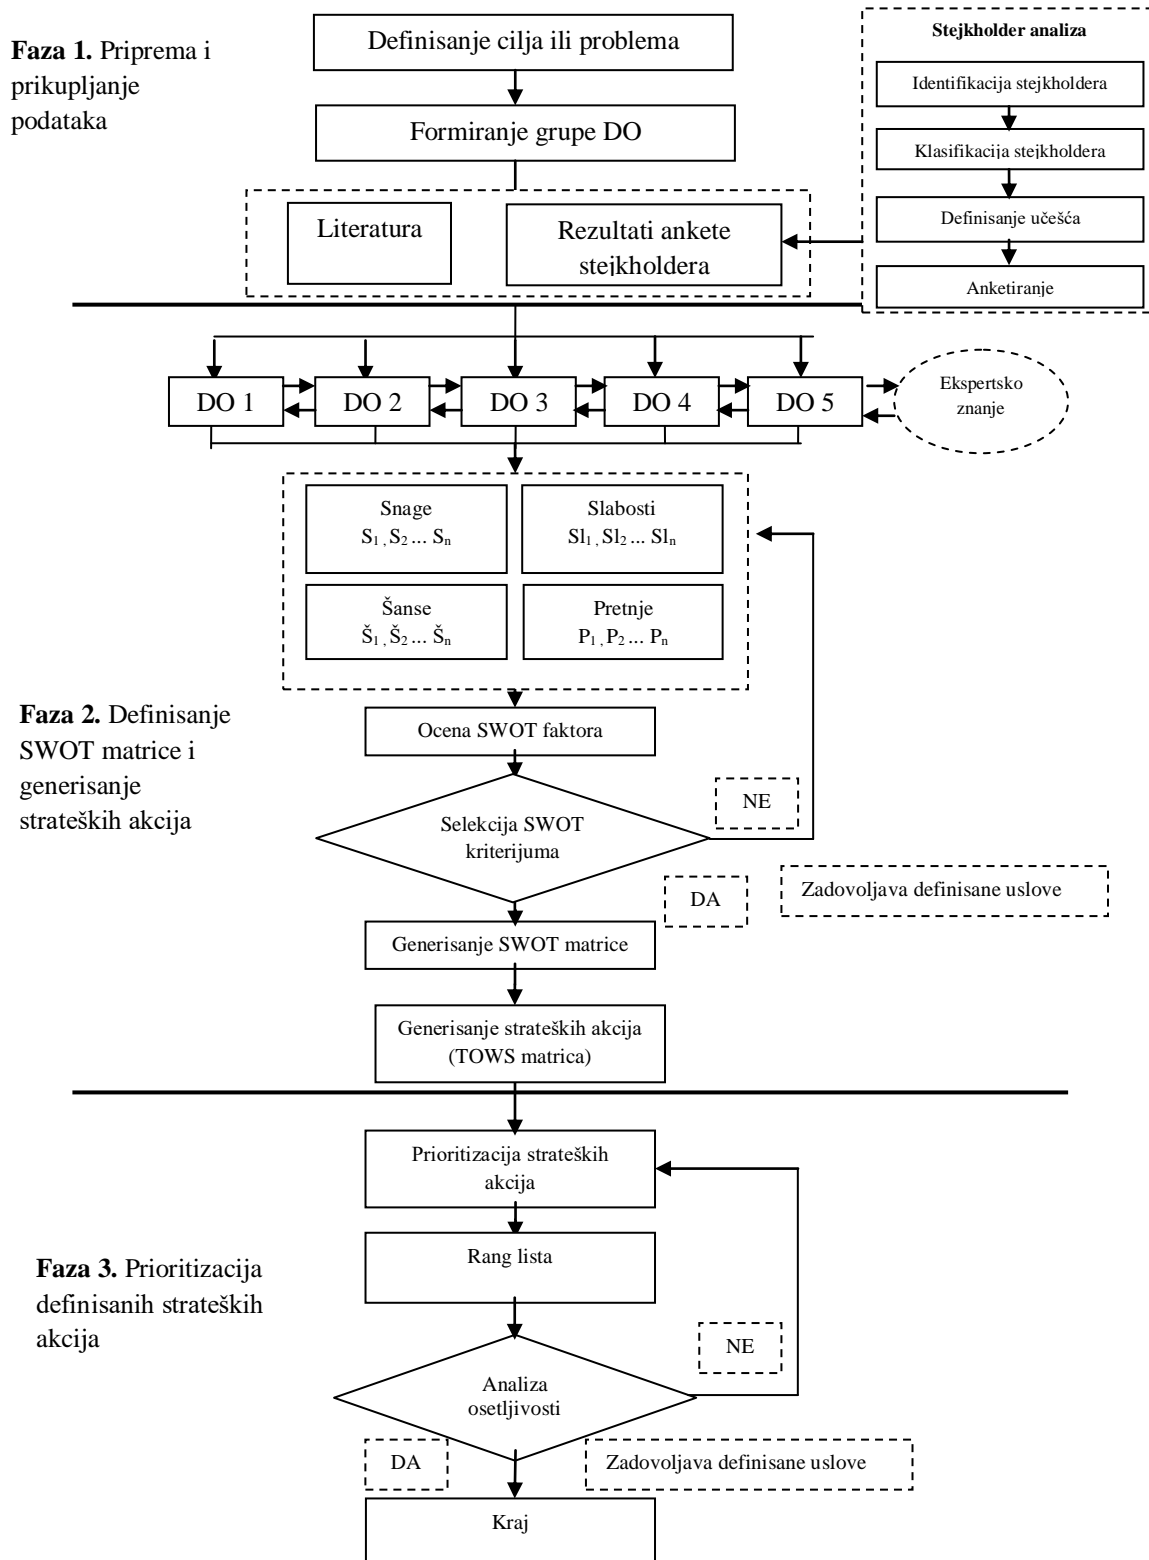 Faza 1. Priprema i
prikupljanje
podataka
Definisanje cilja ili problema
Formiranje grupe DO
Literatura
Rezultati ankete
stejkholdera
Stejkholder analiza
Identifikacija stejkholdera
Klasifikacija stejkholdera
Definisanje učešća
Anketiranje
DO 1
DO 2
DO 3
DO 4
DO 5
Ekspertsko
znanje
Snage
S₁ , S₂ ... Sₙ
Slabosti
Sl₁ , Sl₂ ... Slₙ
Šanse
Š₁ , Š₂ ... Šₙ
Pretnje
P₁ , P₂ ... Pₙ
Faza 2. Definisanje
SWOT matrice i
generisanje
strateških akcija
Ocena SWOT faktora
Selekcija SWOT
kriterijuma
NE
DA
Zadovoljava definisane uslove
Generisanje SWOT matrice
Generisanje strateških akcija
(TOWS matrica)
Faza 3. Prioritizacija
definisanih strateških
akcija
Prioritizacija strateških
akcija
Rang lista
NE
Analiza
osetljivosti
DA
Zadovoljava definisane uslove
Kraj